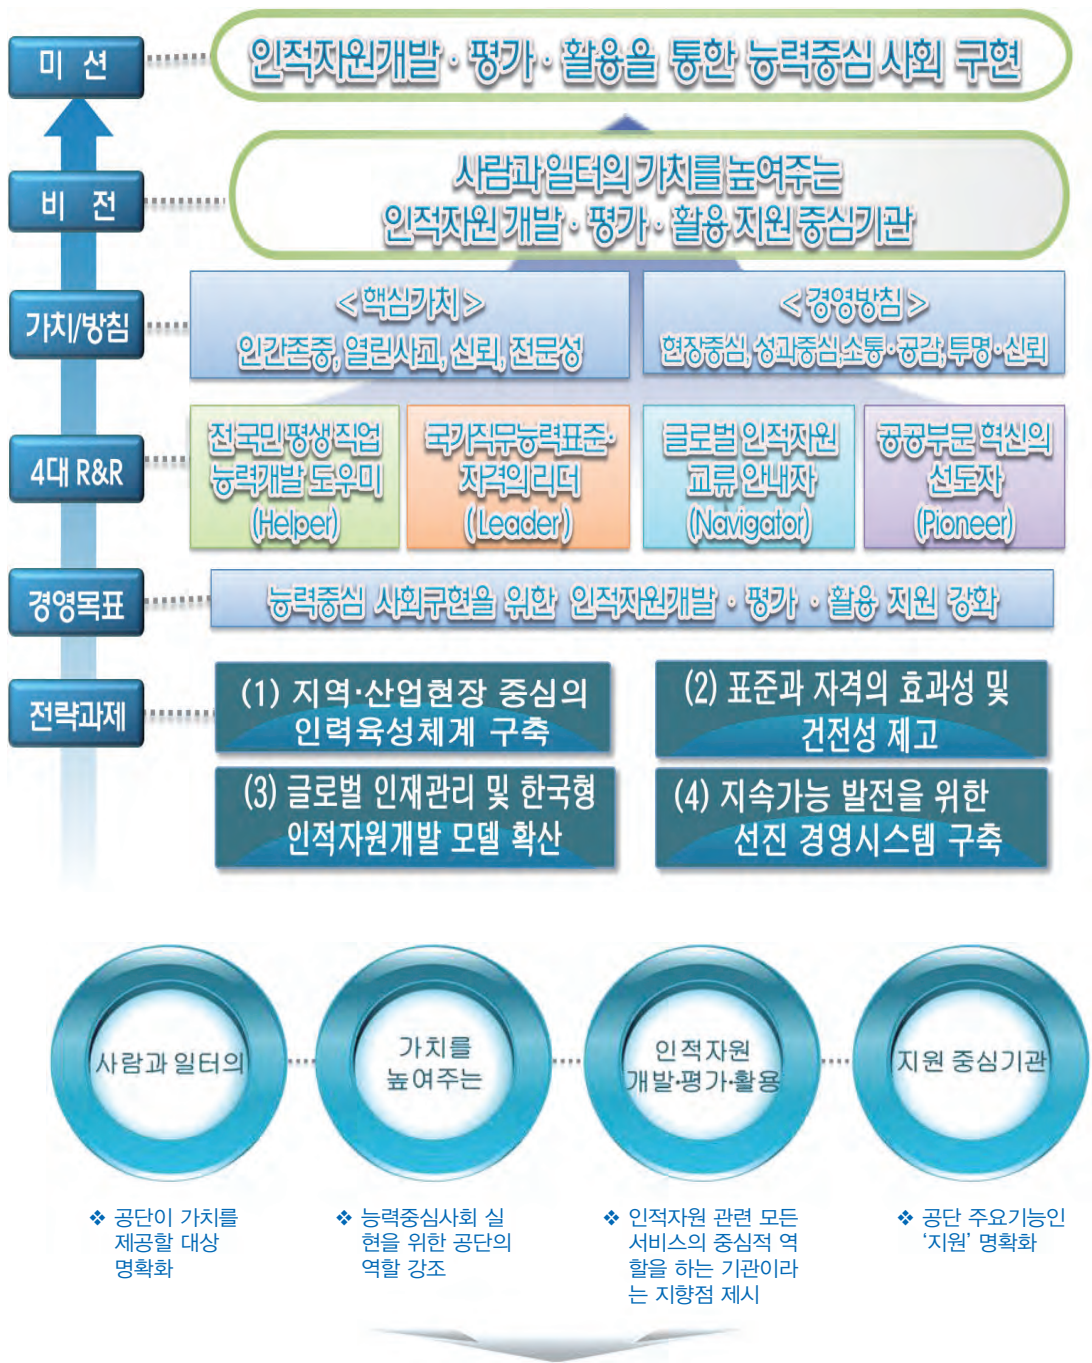 미 션
인적자원개발·평가·활용을 통한 능력중심 사회 구현
비 전
사람과 일터의 가치를 높여주는
인적자원 개발·평가·활용 지원 중심기관
가치/방침
< 핵심가치 >
인간존중, 열린사고, 신뢰, 전문성
< 경영방침 >
현장중심, 성과중심,소통·공감, 투명·신뢰
4대 R&R
전 국민 평생 직업
능력개발 도우미
(Helper)
국가직무능력표준·
자격의 리더
(Leader)
글로벌 인적자원
교류 안내자
(Navigator)
공공부문 혁신의
선도자
(Pioneer)
경영목표
능력중심 사회구현을 위한 인적자원개발 · 평가 · 활용 지원 강화
전략과제
(1) 지역·산업현장 중심의
인력육성체계 구축
(2) 표준과 자격의 효과성 및
건전성 제고
(3) 글로벌 인재관리 및 한국형
인적자원개발 모델 확산
(4) 지속가능 발전을 위한
선진 경영시스템 구축
사람과 일터의
가치를
높여주는
인적자원
개발·평가·활용
지원 중심기관
❖ 공단이 가치를
제공할 대상
명확화
❖ 능력중심사회 실
현을 위한 공단의
역할 강조
❖ 인적자원 관련 모든
서비스의 중심적 역
할을 하는 기관이라
는 지향점 제시
❖ 공단 주요기능인
‘지원’ 명확화